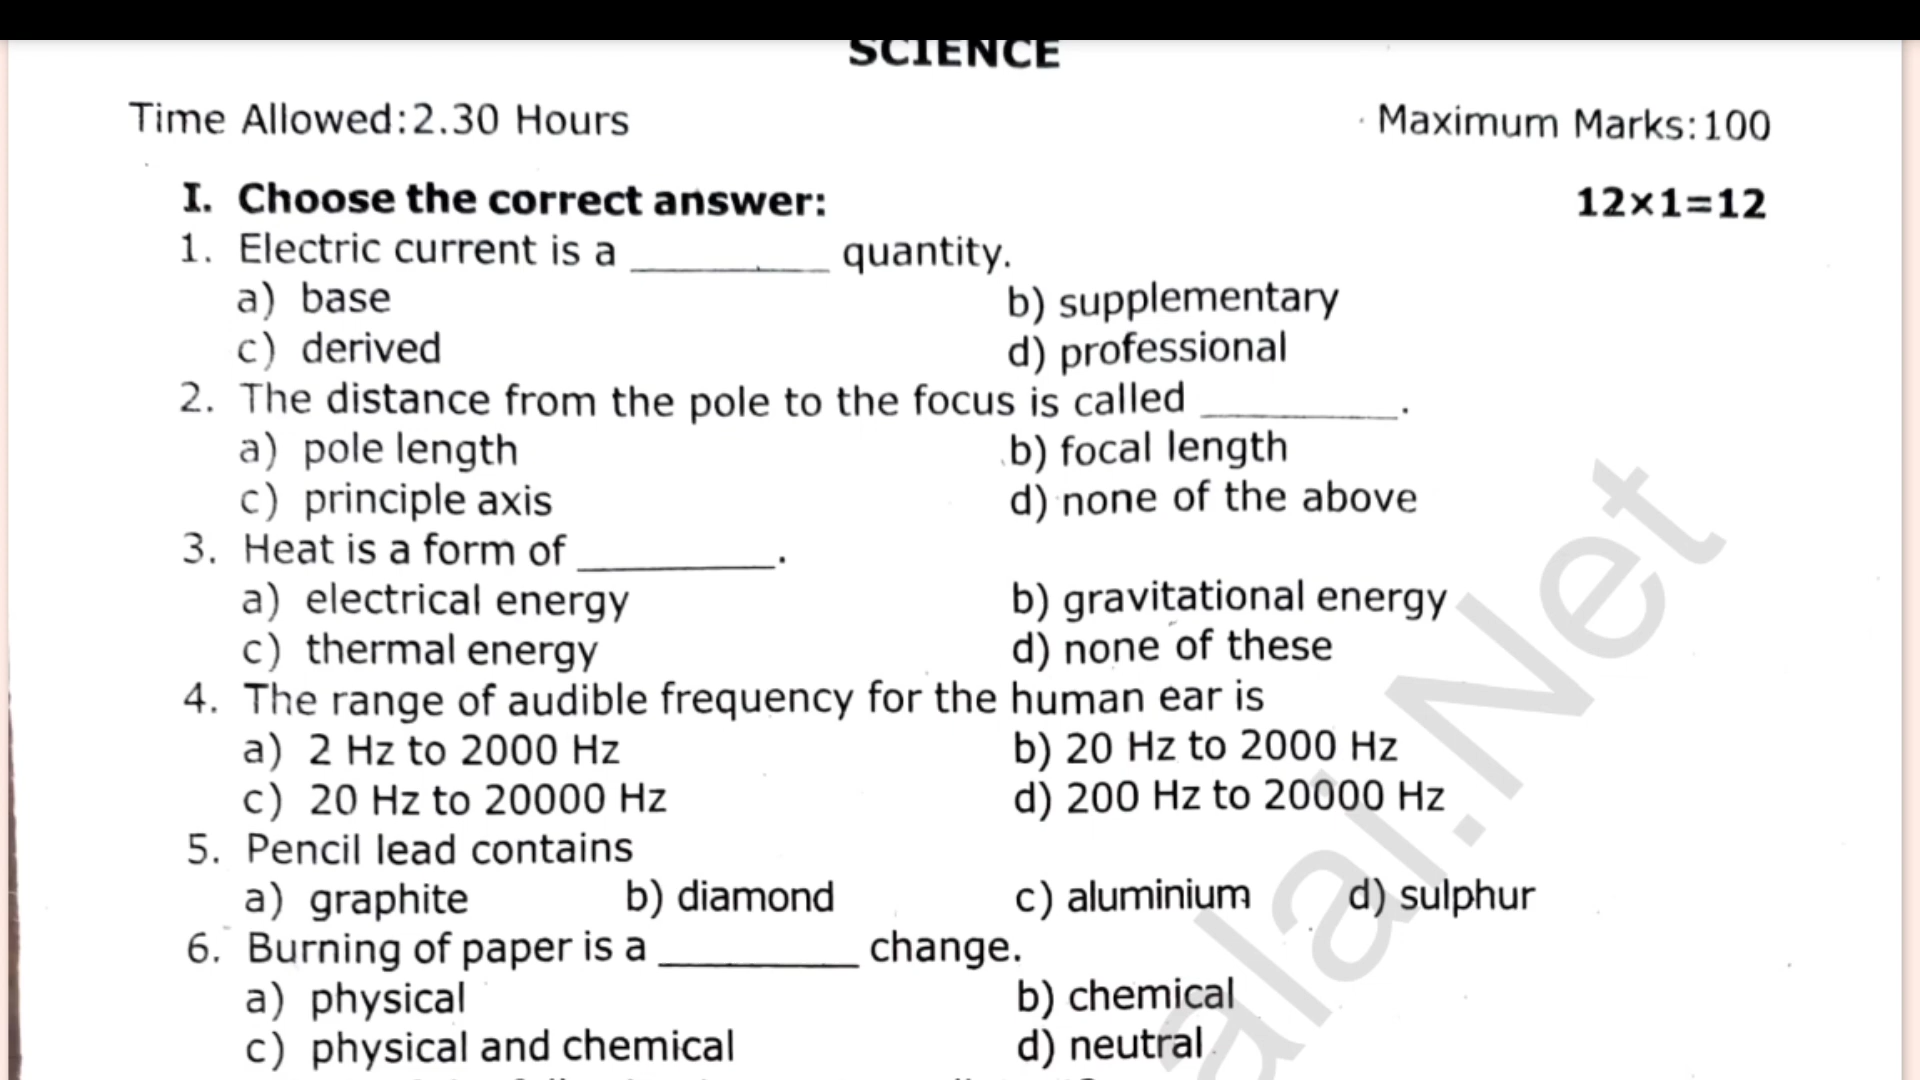 SCIENCE
Time Allowed:2.30 Hours Maximum Marks:100
I. Choose the correct answer: 12×1=12
1. Electric current is a ________ quantity.
a) base b) supplementary
c) derived d) professional
2. The distance from the pole to the focus is called ________.
a) pole length b) focal length
c) principle axis d) none of the above
3. Heat is a form of ________.
a) electrical energy b) gravitational energy
c) thermal energy d) none of these
4. The range of audible frequency for the human ear is
a) 2 Hz to 2000 Hz b) 20 Hz to 2000 Hz
c) 20 Hz to 20000 Hz d) 200 Hz to 20000 Hz
5. Pencil lead contains
a) graphite b) diamond c) aluminium d) sulphur
6. Burning of paper is a ________ change.
a) physical b) chemical
c) physical and chemical d) neutral
alai.Net